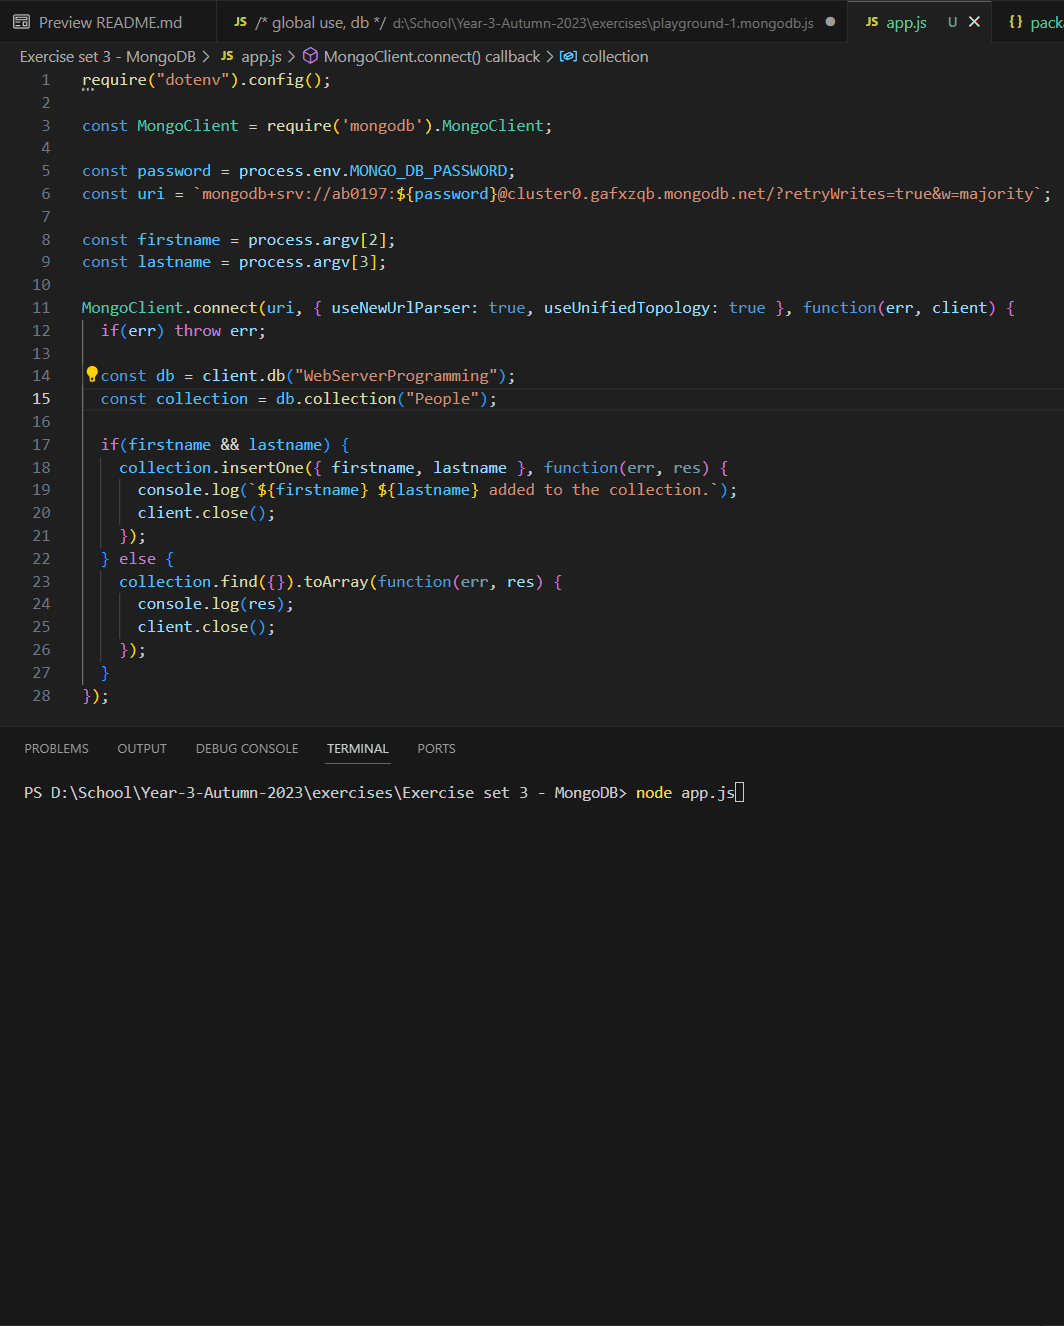 Preview README.md JS /* global use, db */ d:\School\Year-3-Autumn-2023\exercises\playground-1.mongodb.js JS app.js U {} pack
Exercise set 3 - MongoDB > JS app.js > MongoClient.connect() callback > collection
1 require("dotenv").config();
2
3 const MongoClient = require('mongodb').MongoClient;
4
5 const password = process.env.MONGO_DB_PASSWORD;
6 const uri = `mongodb+srv://ab0197:${password}@cluster0.gafxzqb.mongodb.net/?retryWrites=true&w=majority`;
7
8 const firstname = process.argv[2];
9 const lastname = process.argv[3];
10
11 MongoClient.connect(uri, { useNewUrlParser: true, useUnifiedTopology: true }, function(err, client) {
12 if(err) throw err;
13
14 const db = client.db("WebServerProgramming");
15 const collection = db.collection("People");
16
17 if(firstname && lastname) {
18 collection.insertOne({ firstname, lastname }, function(err, res) {
19 console.log(`${firstname} ${lastname} added to the collection.`);
20 client.close();
21 });
22 } else {
23 collection.find({}).toArray(function(err, res) {
24 console.log(res);
25 client.close();
26 });
27 }
28 });
PROBLEMS OUTPUT DEBUG CONSOLE TERMINAL PORTS
PS D:\School\Year-3-Autumn-2023\exercises\Exercise set 3 - MongoDB> node app.js